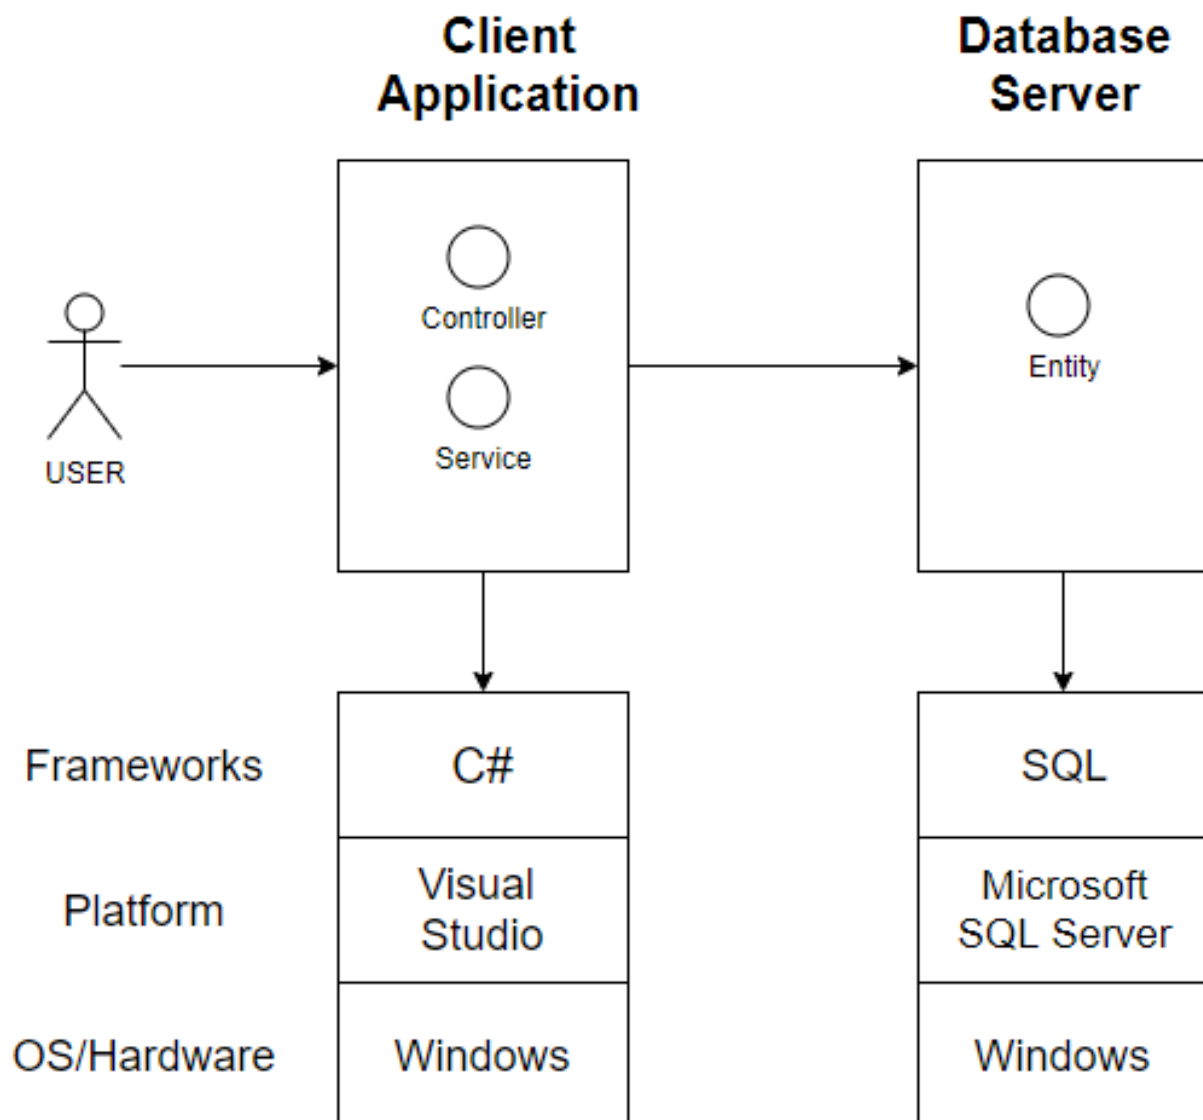 Client
Application
Database
Server
Controller
Service
Entity
USER
Frameworks
C#
SQL
Platform
Visual
Studio
Microsoft
SQL Server
OS/Hardware
Windows
Windows